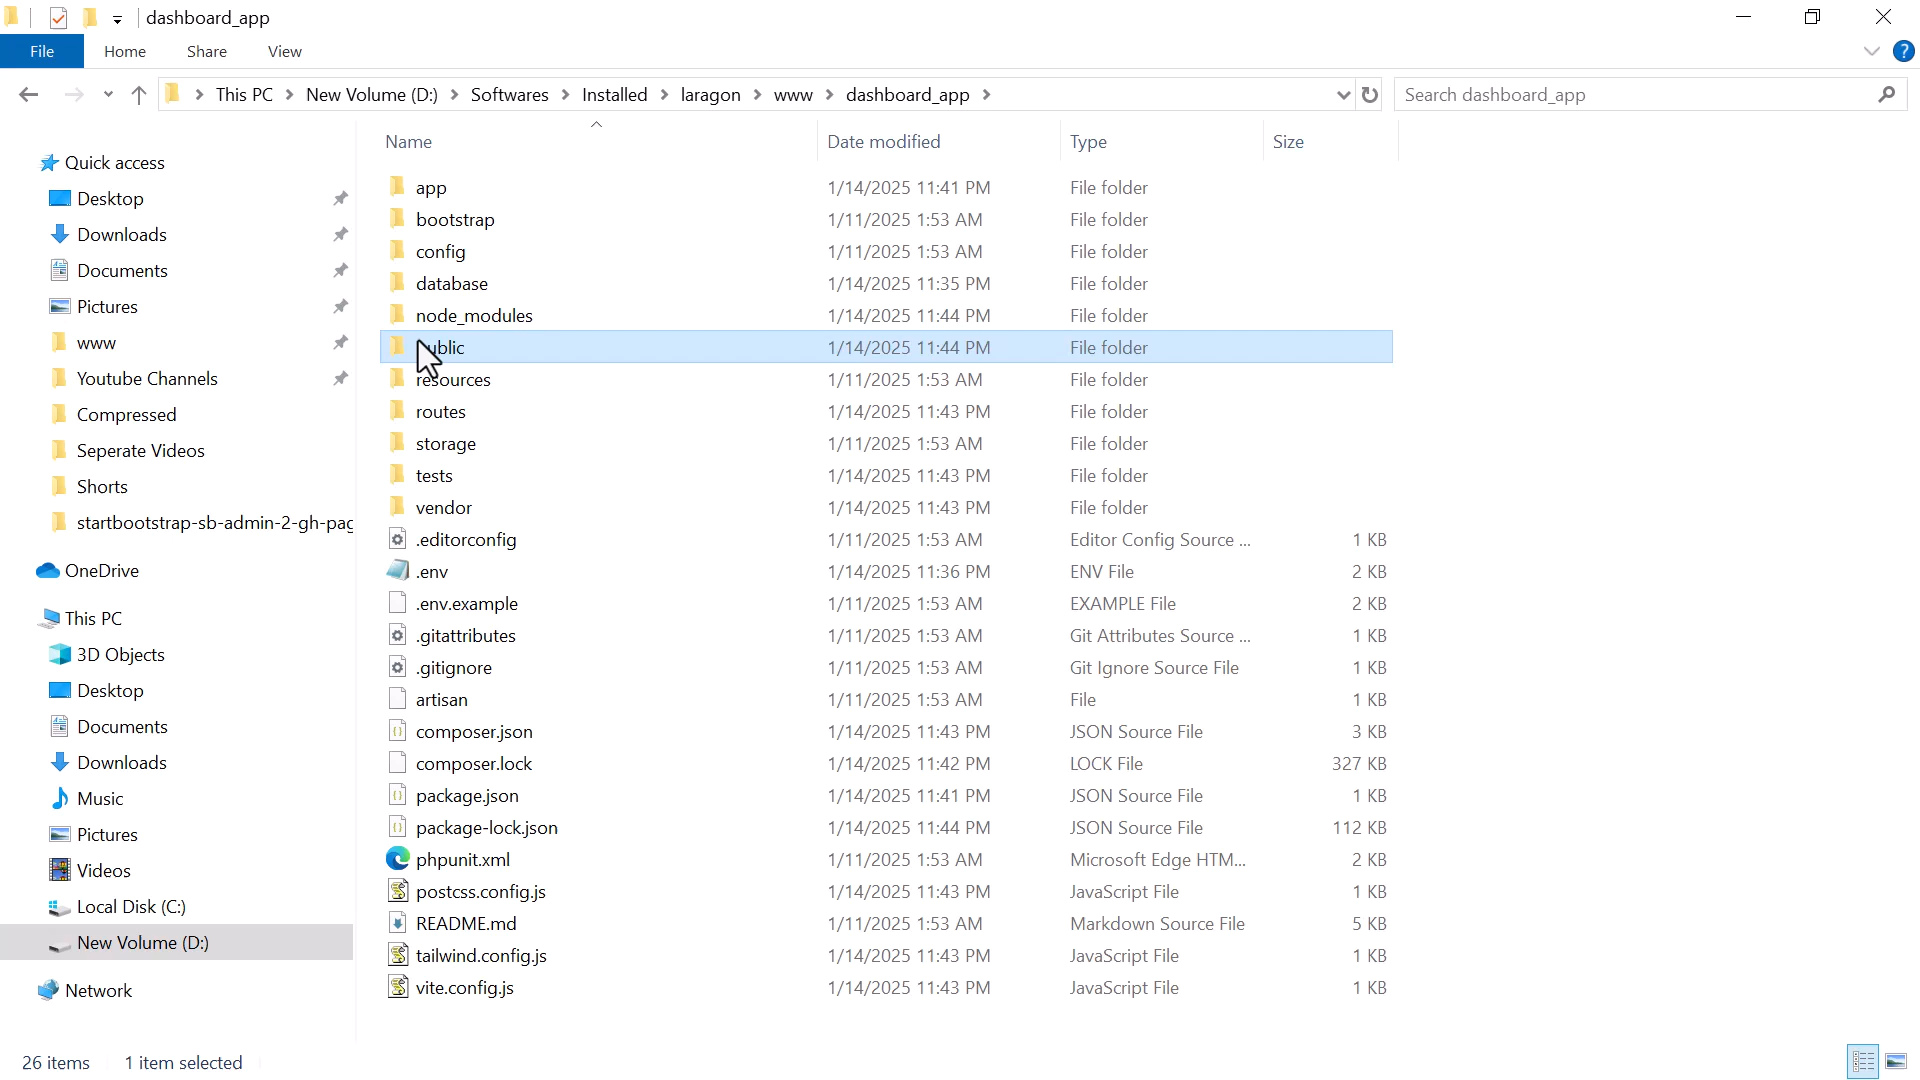 dashboard_app
File Home Share View
This PC New Volume (D:) Softwares Installed laragon www dashboard_app
Search dashboard_app
Name Date modified Type Size
Quick access
Desktop
Downloads
Documents
Pictures
www
Youtube Channels
Compressed
Seperate Videos
Shorts
startbootstrap-sb-admin-2-gh-pag
OneDrive
This PC
3D Objects
Desktop
Documents
Downloads
Music
Pictures
Videos
Local Disk (C:)
New Volume (D:)
Network
app 1/14/2025 11:41 PM File folder
bootstrap 1/11/2025 1:53 AM File folder
config 1/11/2025 1:53 AM File folder
database 1/14/2025 11:35 PM File folder
node_modules 1/14/2025 11:44 PM File folder
public 1/14/2025 11:44 PM File folder
resources 1/11/2025 1:53 AM File folder
routes 1/14/2025 11:43 PM File folder
storage 1/11/2025 1:53 AM File folder
tests 1/14/2025 11:43 PM File folder
vendor 1/14/2025 11:43 PM File folder
.editorconfig 1/11/2025 1:53 AM Editor Config Source ... 1 KB
.env 1/14/2025 11:36 PM ENV File 2 KB
.env.example 1/11/2025 1:53 AM EXAMPLE File 2 KB
.gitattributes 1/11/2025 1:53 AM Git Attributes Source ... 1 KB
.gitignore 1/11/2025 1:53 AM Git Ignore Source File 1 KB
artisan 1/11/2025 1:53 AM File 1 KB
composer.json 1/14/2025 11:43 PM JSON Source File 3 KB
composer.lock 1/14/2025 11:42 PM LOCK File 327 KB
package.json 1/14/2025 11:41 PM JSON Source File 1 KB
package-lock.json 1/14/2025 11:44 PM JSON Source File 112 KB
phpunit.xml 1/11/2025 1:53 AM Microsoft Edge HTM... 2 KB
postcss.config.js 1/14/2025 11:43 PM JavaScript File 1 KB
README.md 1/11/2025 1:53 AM Markdown Source File 5 KB
tailwind.config.js 1/14/2025 11:43 PM JavaScript File 1 KB
vite.config.js 1/14/2025 11:43 PM JavaScript File 1 KB
26 items 1 item selected